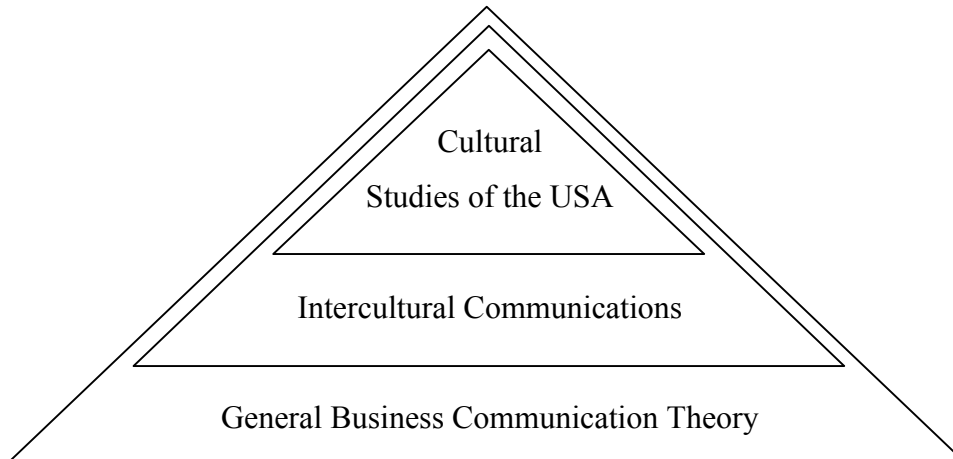 Cultural
Studies of the USA
Intercultural Communications
General Business Communication Theory